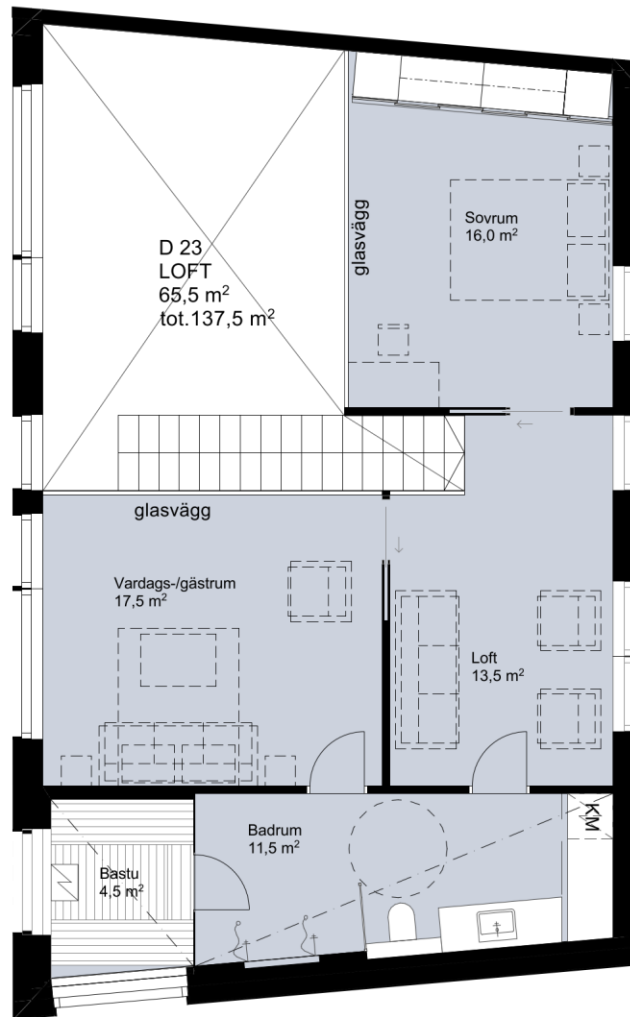 glasvägg
Sovrum
16,0 m²
D 23
LOFT
65,5 m²
tot.137,5 m²
glasvägg
Vardags-/gästrum
17,5 m²
Loft
13,5 m²
Badrum
11,5 m²
KM
Bastu
4,5 m²